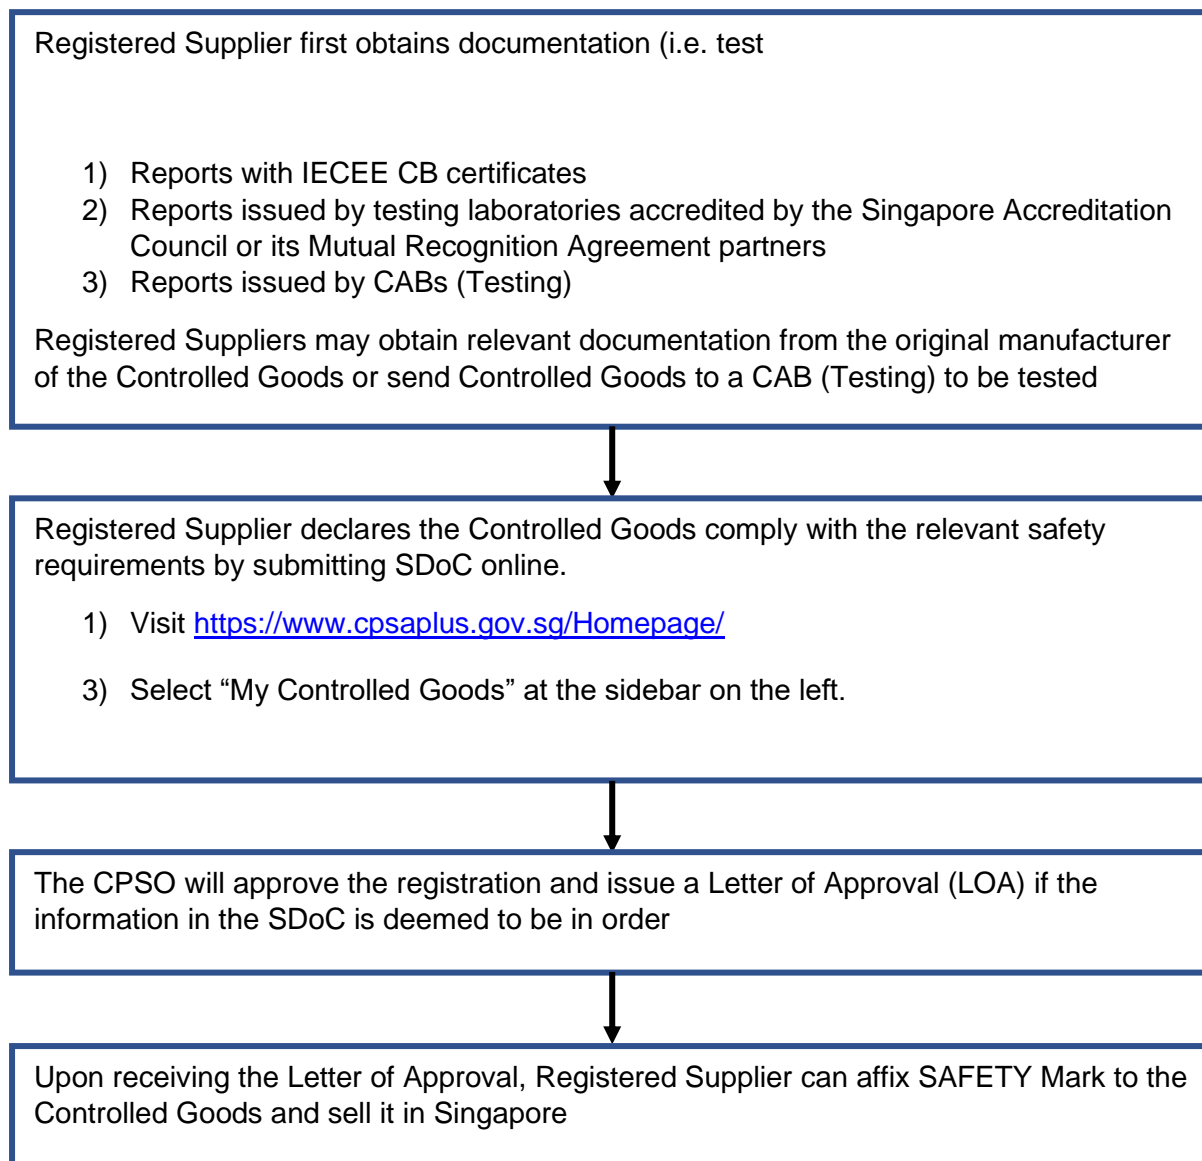 Registered Supplier first obtains documentation (i.e. test
1) Reports with IECEE CB certificates
2) Reports issued by testing laboratories accredited by the Singapore Accreditation
Council or its Mutual Recognition Agreement partners
3) Reports issued by CABs (Testing)
Registered Suppliers may obtain relevant documentation from the original manufacturer
of the Controlled Goods or send Controlled Goods to a CAB (Testing) to be tested
Registered Supplier declares the Controlled Goods comply with the relevant safety
requirements by submitting SDoC online.
1) Visit https://www.cpsaplus.gov.sg/Homepage/
3) Select “My Controlled Goods” at the sidebar on the left.
The CPSO will approve the registration and issue a Letter of Approval (LOA) if the
information in the SDoC is deemed to be in order
Upon receiving the Letter of Approval, Registered Supplier can affix SAFETY Mark to the
Controlled Goods and sell it in Singapore